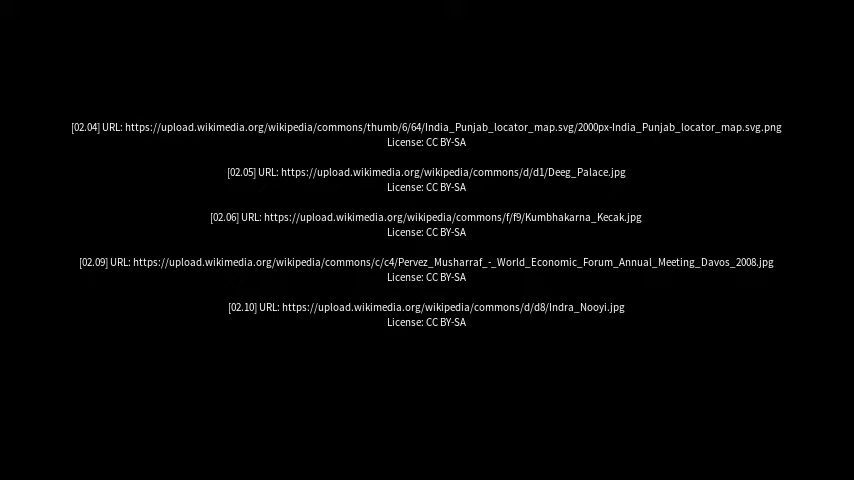 [02.04] URL: https://upload.wikimedia.org/wikipedia/commons/thumb/6/64/India_Punjab_locator_map.svg/2000px-India_Punjab_locator_map.svg.png
License: CC BY-SA
[02.05] URL: https://upload.wikimedia.org/wikipedia/commons/d/d1/Deeg_Palace.jpg
License: CC BY-SA
[02.06] URL: https://upload.wikimedia.org/wikipedia/commons/f/f9/Kumbhakarna_Kecak.jpg
License: CC BY-SA
[02.09] URL: https://upload.wikimedia.org/wikipedia/commons/c/c4/Pervez_Musharraf_-_World_Economic_Forum_Annual_Meeting_Davos_2008.jpg
License: CC BY-SA
[02.10] URL: https://upload.wikimedia.org/wikipedia/commons/d/d8/Indra_Nooyi.jpg
License: CC BY-SA